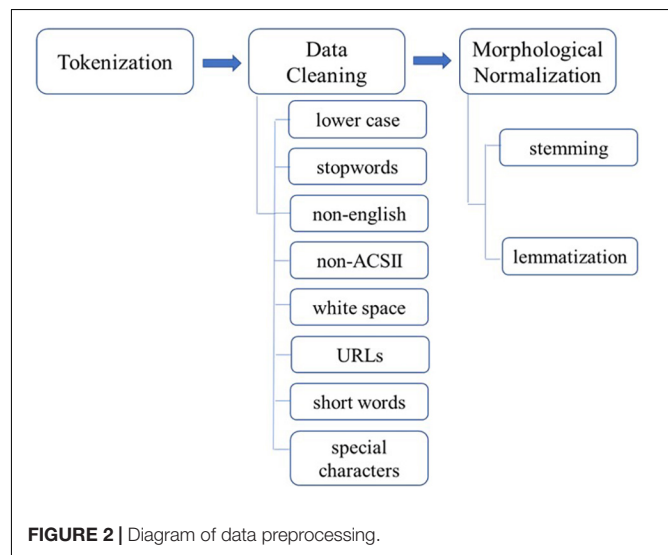 Tokenization
Data
Cleaning
Morphological
Normalization
lower case
stopwords
non-english
non-ACSII
white space
URLs
short words
special
characters
stemming
lemmatization
FIGURE 2 | Diagram of data preprocessing.